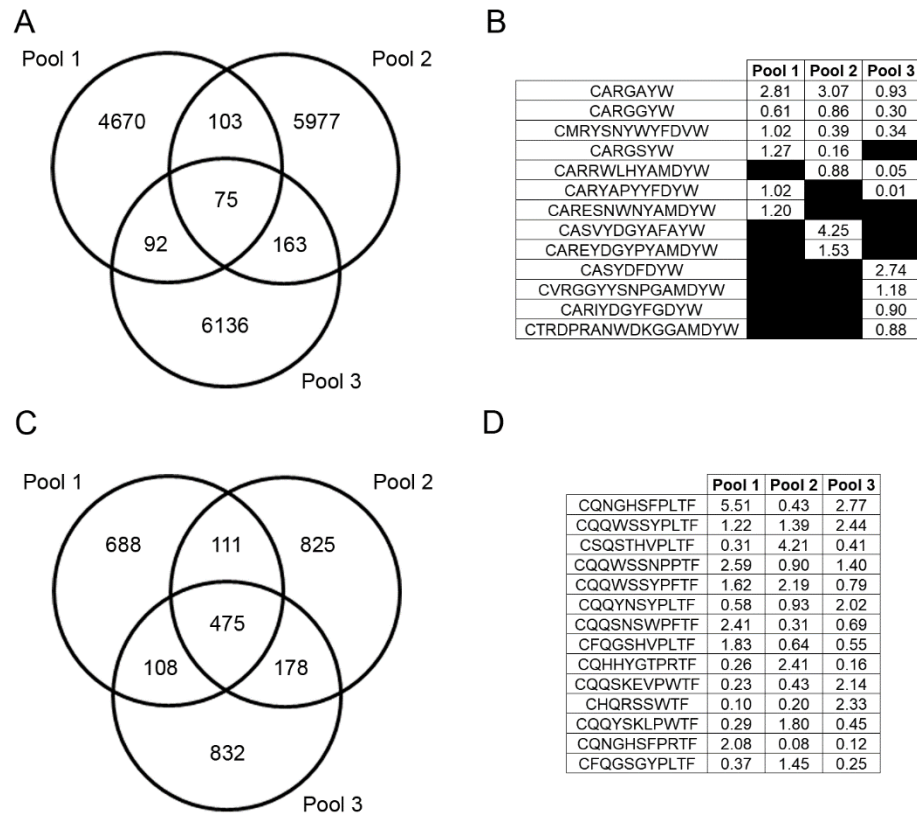 A
Pool 1
Pool 2
4670
103
5977
75
92
163
6136
Pool 3
B
Pool 1 Pool 2 Pool 3
CARGAYW 2.81 3.07 0.93
CARGGYW 0.61 0.86 0.30
CMRYSNYWYFDVW 1.02 0.39 0.34
CARGSYW 1.27 0.16
CARRWLHYAMDYW 0.88 0.05
CARYAPYYFDYW 1.02 0.01
CARESNWNYAMDYW 1.20
CASVYDGYAFAYW 4.25
CAREYDGYPYAMDYW 1.53
CASYDFDYW 2.74
CVRGGYYSNPGAMDYW 1.18
CARIYDGYFGDYW 0.90
CTRDPRANWDKGGAMDYW 0.88
C
Pool 1
Pool 2
688
111
825
475
108
178
832
Pool 3
D
Pool 1 Pool 2 Pool 3
CQNGHSFPLTF 5.51 0.43 2.77
CQQWSSYPLTF 1.22 1.39 2.44
CSQSTHVPLTF 0.31 4.21 0.41
CQQWSSNPPTF 2.59 0.90 1.40
CQQWSSYPFTF 1.62 2.19 0.79
CQQYNSYPLTF 0.58 0.93 2.02
CQQSNSWPFTF 2.41 0.31 0.69
CFQGSHVPLTF 1.83 0.64 0.55
CQHHYGTPRTF 0.26 2.41 0.16
CQQSKEVPWTF 0.23 0.43 2.14
CHQRSSWTF 0.10 0.20 2.33
CQQYSKLPWTF 0.29 1.80 0.45
CQNGHSFPRTF 2.08 0.08 0.12
CFQGSGYPLTF 0.37 1.45 0.25